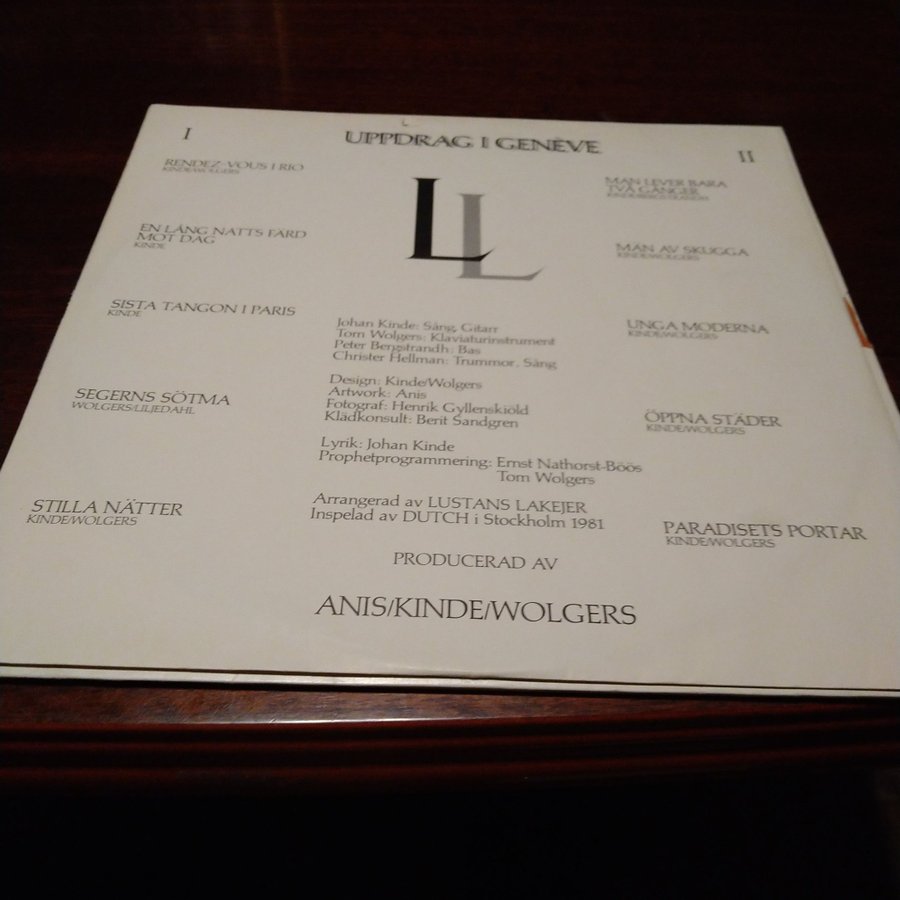 UPPDRAG I GENÈVE
I
RENDEZ-VOUS I RIO
KINDE/WOLGERS
EN LÅNG NATTS FÄRD
MOT DAG
KINDE
SISTA TANGON I PARIS
KINDE
SEGERNS SÖTMA
WOLGERS/LILJEDAHL
STILLA NÄTTER
KINDE/WOLGERS
LL
Johan Kinde: Sång, Gitarr
Tom Wolgers: Klaviaturinstrument
Peter Bergstrandh: Bas
Christer Hellman: Trummor, Sång
Design: Kinde/Wolgers
Artwork: Anis
Fotograf: Henrik Gyllenskiöld
Klädkonsult: Berit Sandgren
Lyrik: Johan Kinde
Prophetprogrammering: Ernst Nathorst-Böös
Tom Wolgers
Arrangerad av LUSTANS LAKEJER
Inspelad av DUTCH i Stockholm 1981
PRODUCERAD AV
ANIS/KINDE/WOLGERS
II
MAN LEVER BARA
TVÅ GÅNGER
KINDE/BERGSTRANDH
MAN AV SKUGGA
KINDE/WOLGERS
UNGA MODERNA
KINDE/WOLGERS
ÖPPNA STÄDER
KINDE/WOLGERS
PARADISETS PORTAR
KINDE/WOLGERS